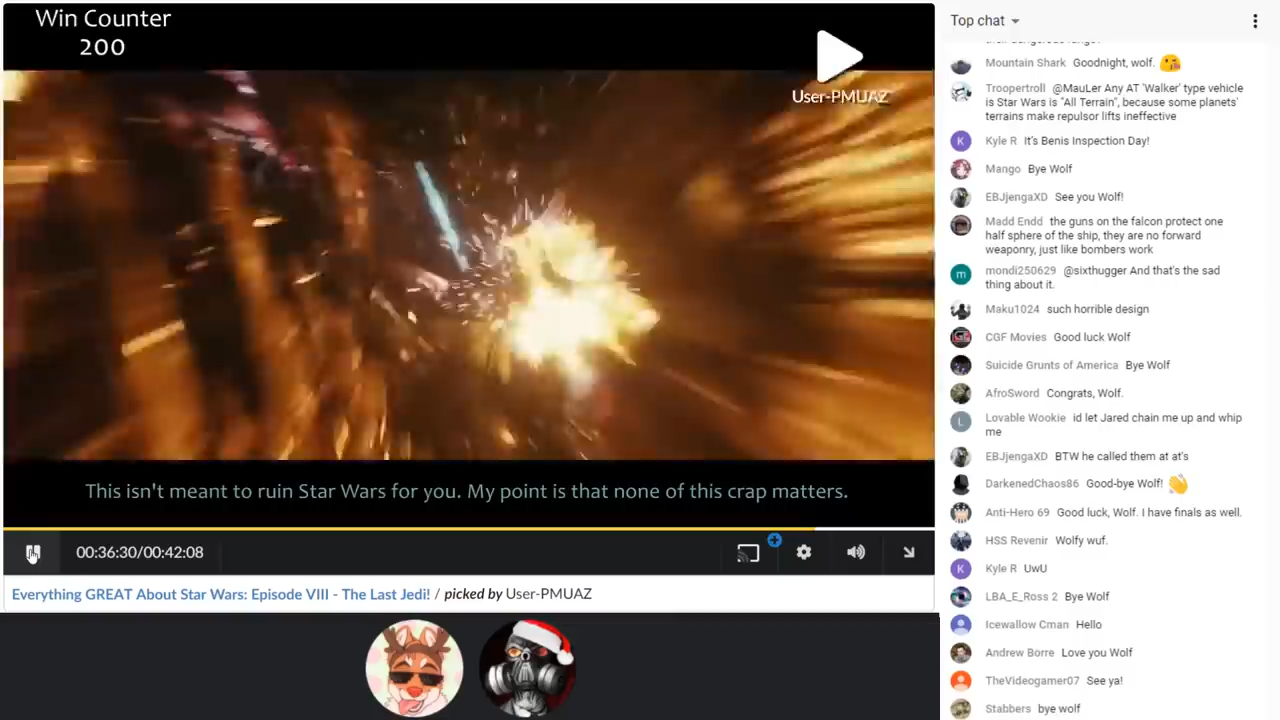 Win Counter
200
User-PMUAZ
This isn't meant to ruin Star Wars for you. My point is that none of this crap matters.
00:36:30/00:42:08
Everything GREAT About Star Wars: Episode VIII - The Last Jedi! / picked by User-PMUAZ
Top chat
Mountain Shark Goodnight, wolf.
Troopertroll @MauLer Any AT 'Walker' type vehicle
is Star Wars is "All Terrain", because some planets'
terrains make repulsor lifts ineffective
K Kyle R It's Benis Inspection Day!
Mango Bye Wolf
EBJjengaXD See you Wolf!
Madd Endd the guns on the falcon protect one
half sphere of the ship, they are no forward
weaponry, just like bombers work
m mondi250629 @sixthugger And that's the sad
thing about it.
Maku1024 such horrible design
CGF Movies Good luck Wolf
Suicide Grunts of America Bye Wolf
AfroSword Congrats, Wolf.
L Lovable Wookie id let Jared chain me up and whip
me
EBJjengaXD BTW he called them at at's
DarkenedChaos86 Good-bye Wolf!
Anti-Hero 69 Good luck, Wolf. I have finals as well.
HSS Revenir Wolfy wuf.
K Kyle R UwU
LBA_E_Ross 2 Bye Wolf
Icewallow Cman Hello
Andrew Borre Love you Wolf
TheVideogamer07 See ya!
Stabbers bye wolf